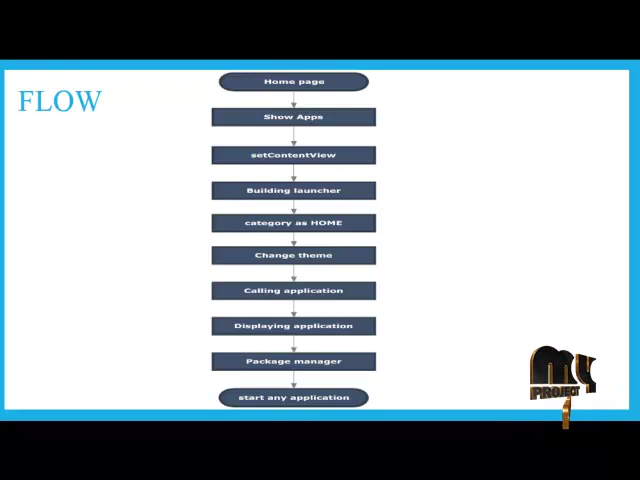 FLOW
Home page
Show Apps
setContentView
Building launcher
category as HOME
Change theme
Calling application
Displaying application
Package manager
start any application
my
PROJECT